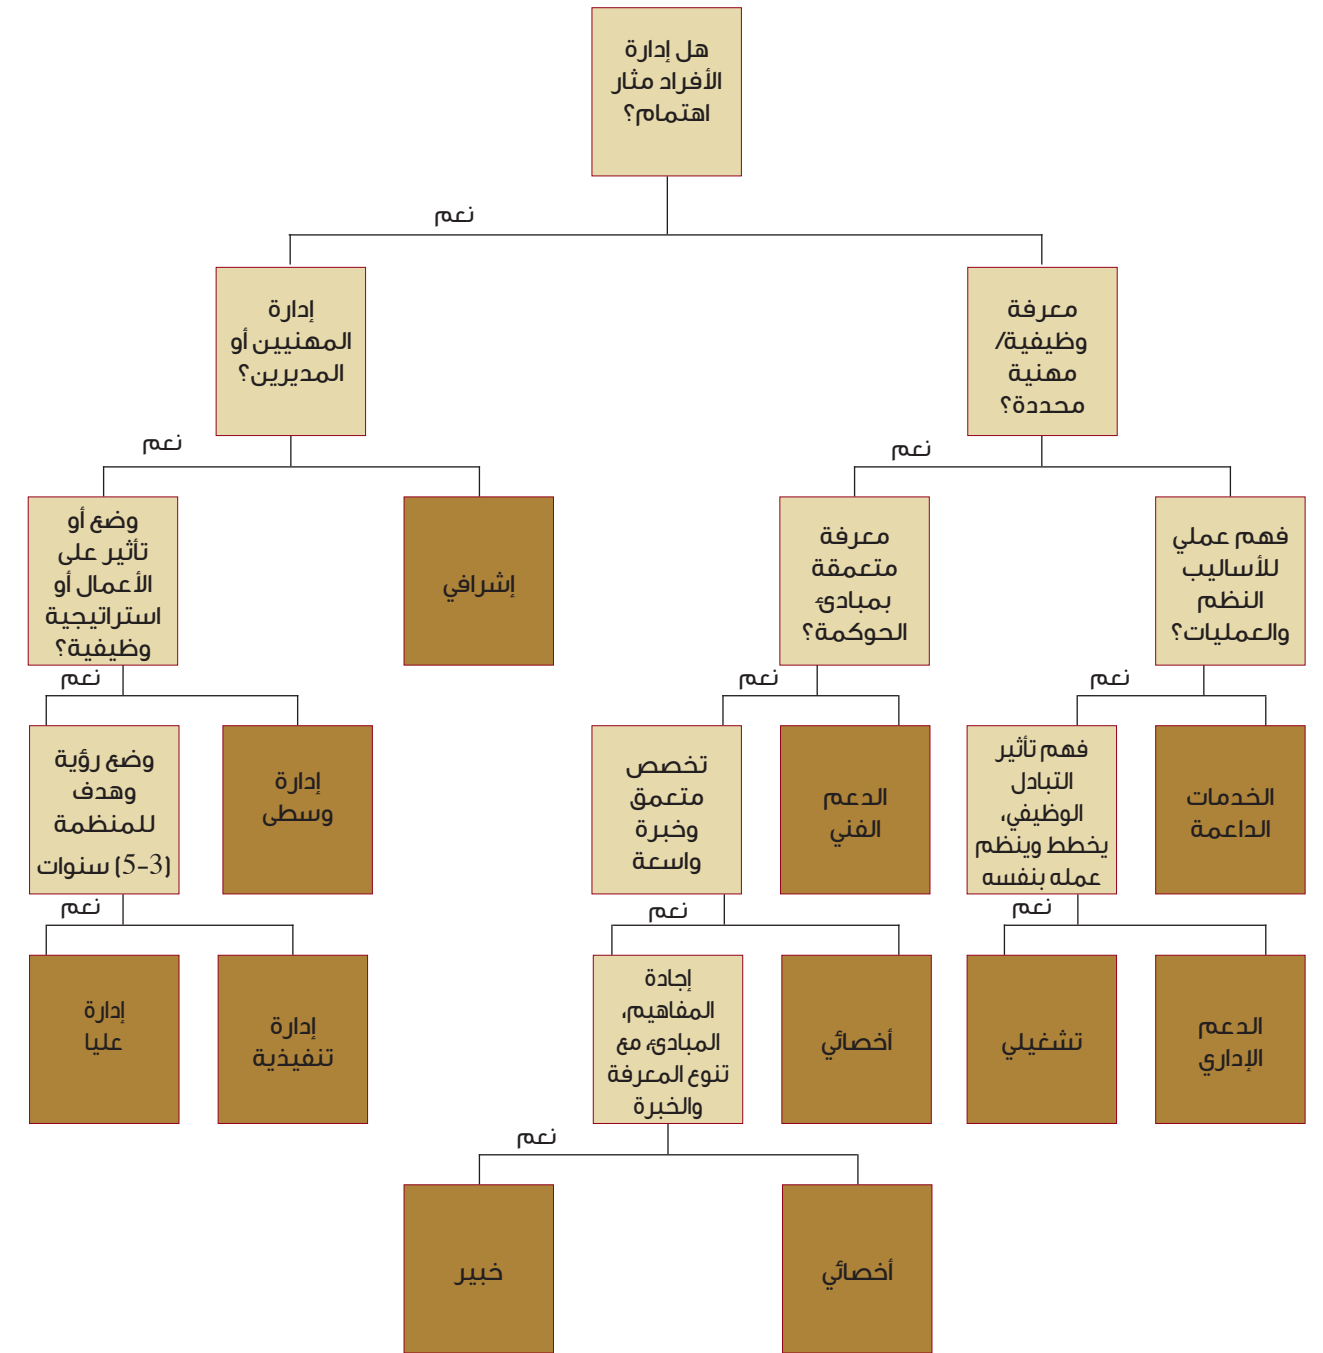 هل إدارة
الأفراد مثار
اهتمام؟
نعم
معرفة
وظيفية/
مهنية
محددة؟
إدارة
المهنيين أو
المديرين؟
نعم
نعم
فهم عملي
للأساليب
النظم
والعمليات؟
معرفة
متعمقة
بمبادئ
الحوكمة؟
إشرافي
وضع أو
تأثير على
الأعمال أو
استراتيجية
وظيفية؟
نعم
نعم
نعم
الخدمات
الداعمة
فهم تأثير
التبادل
الوظيفي،
يخطط وينظم
عمله بنفسه
الدعم
الفني
تخصص
متعمق
وخبرة
واسعة
إدارة
وسطى
وضع رؤية
وهدف
للمنظمة
(3-5) سنوات
نعم
نعم
نعم
الدعم
الإداري
تشغيلي
أخصائي
إجادة
المفاهيم،
المبادئ، مع
تنوع المعرفة
والخبرة
إدارة
تنفيذية
إدارة
عليا
نعم
أخصائي
خبير